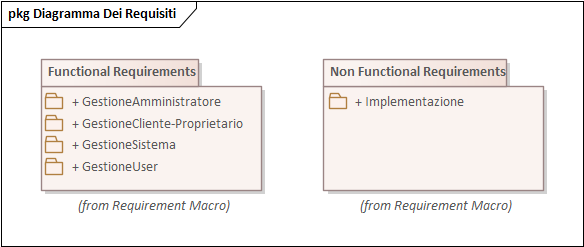 pkg Diagramma Dei Requisiti
Functional Requirements
+ GestioneAmministratore
+ GestioneCliente-Proprietario
+ GestioneSistema
+ GestioneUser
(from Requirement Macro)
Non Functional Requirements
+ Implementazione
(from Requirement Macro)